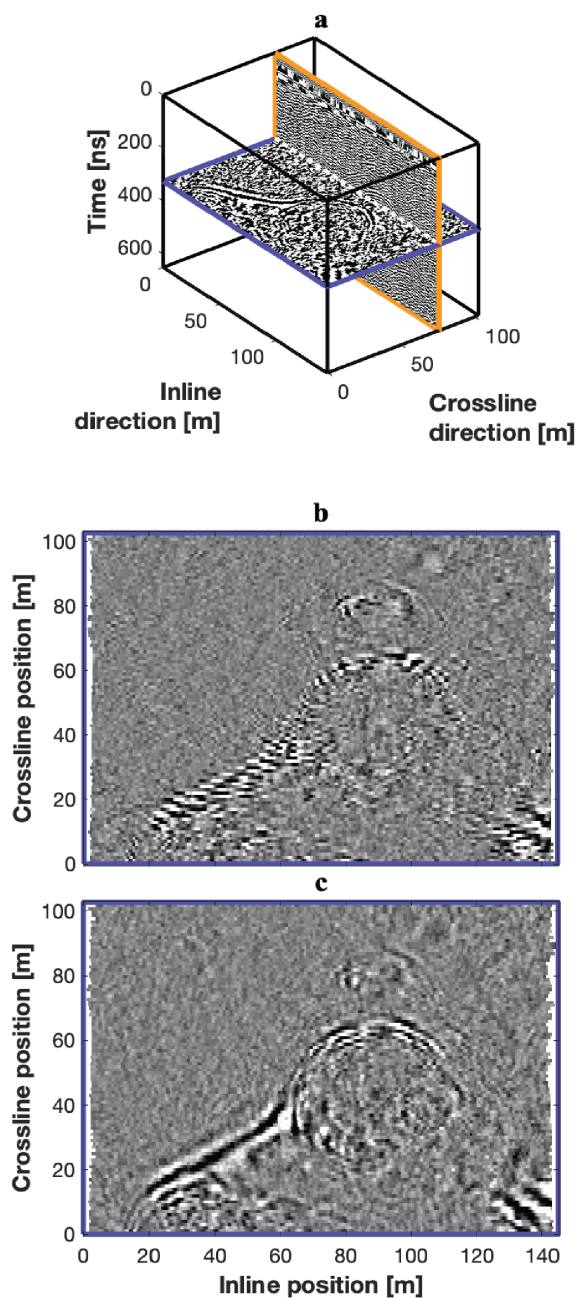 a
0
200
400
600
Time [ns]
0
50
100
Inline
direction [m]
0
50
100
Crossline
direction [m]
b
100
80
60
40
20
0
Crossline position [m]
c
100
80
60
40
20
0
Crossline position [m]
0 20 40 60 80 100 120 140
Inline position [m]